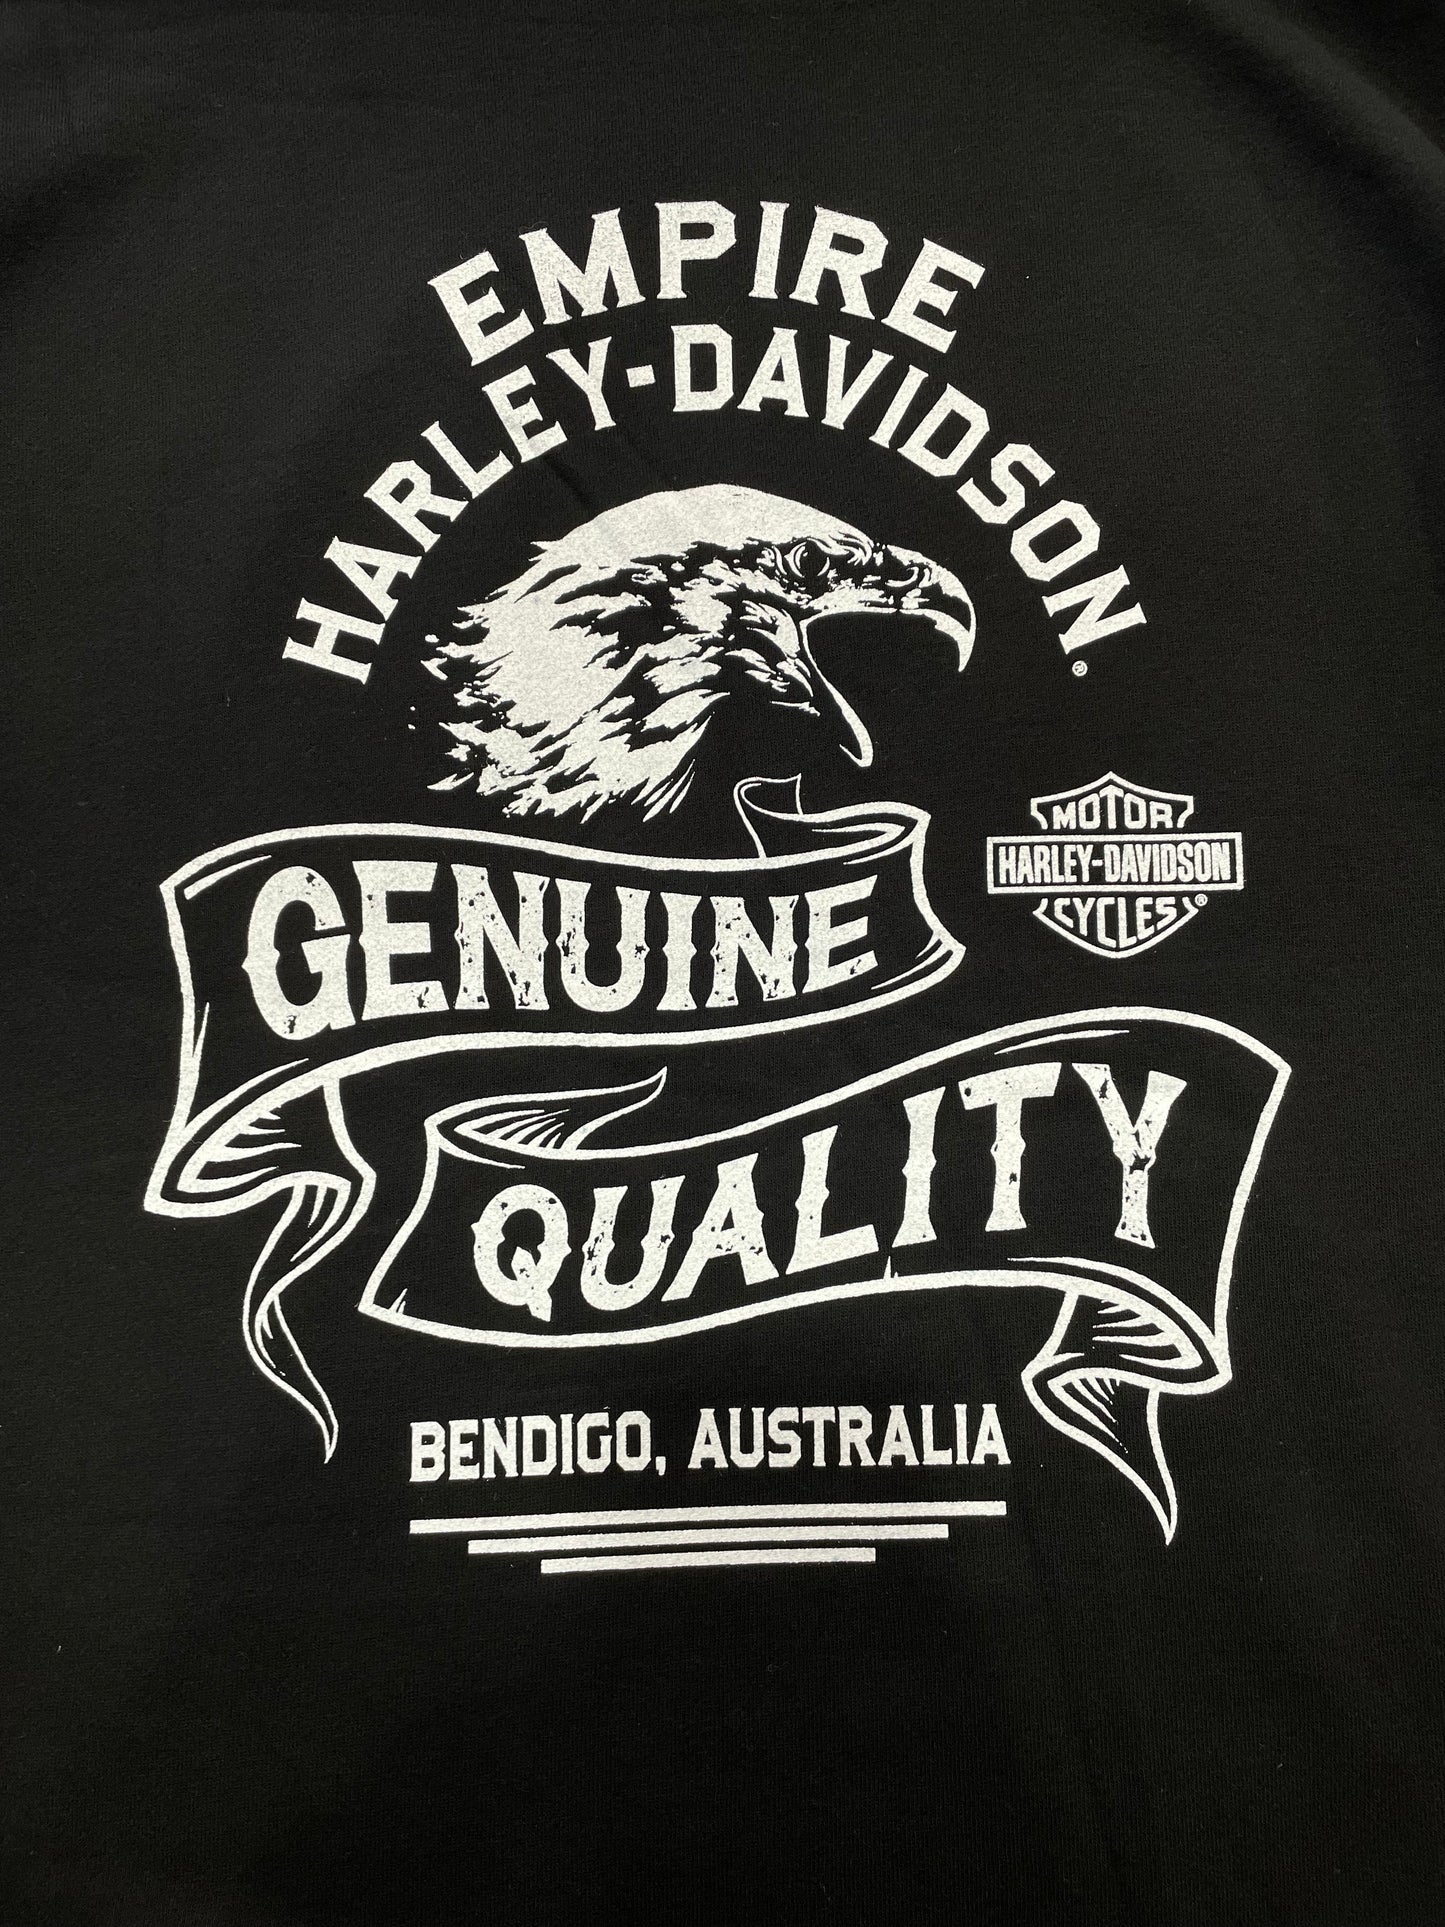 EMPIRE
HARLEY-DAVIDSON
GENUINE
MOTOR
HARLEY-DAVIDSON
CYCLES®
QUALITY
BENDIGO, AUSTRALIA